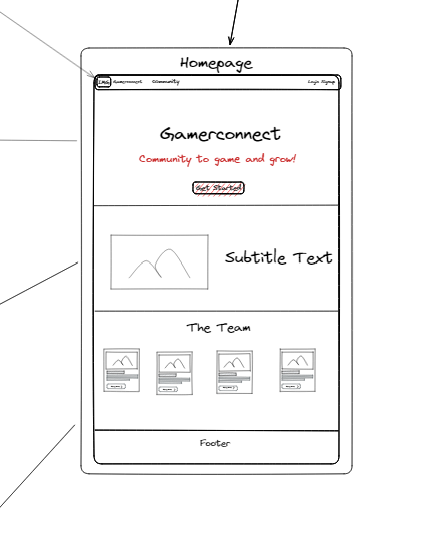 Homepage
Img Gamerconnect Community Login Signup
Gamerconnect
Community to game and grow!
Get Started
Subtitle Text
The Team
Footer